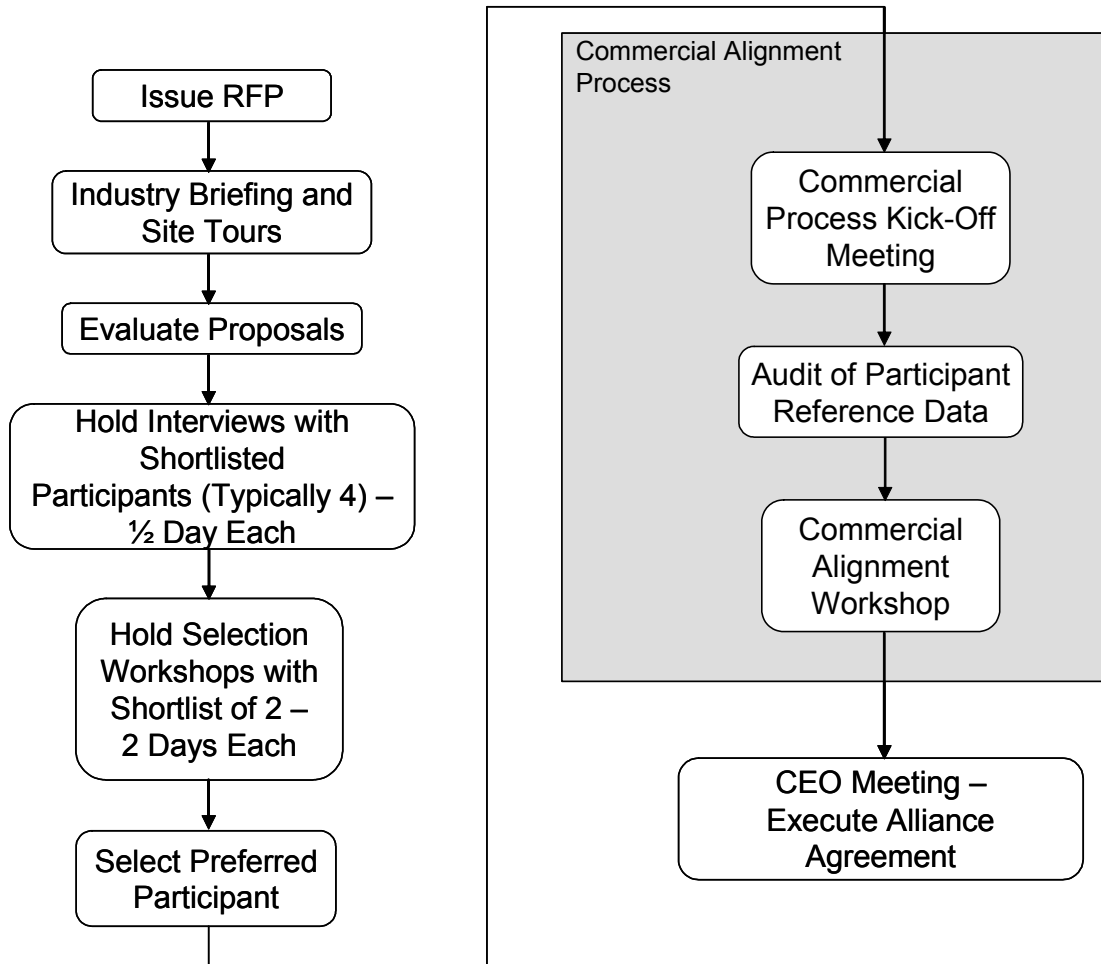 Issue RFP
Industry Briefing and
Site Tours
Evaluate Proposals
Hold Interviews with
Shortlisted
Participants (Typically 4) –
½ Day Each
Hold Selection
Workshops with
Shortlist of 2 –
2 Days Each
Select Preferred
Participant
Commercial Alignment
Process
Commercial
Process Kick-Off
Meeting
Audit of Participant
Reference Data
Commercial
Alignment
Workshop
CEO Meeting –
Execute Alliance
Agreement